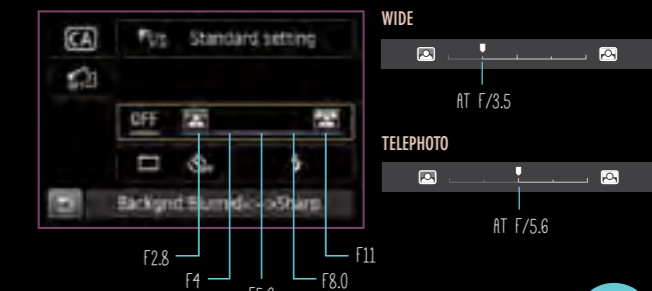 WIDE
CA
Standard setting
AT F/3.5
OFF
TELEPHOTO
Backgrnd Blurred<-->Sharp
AT F/5.6
F2.8
F11
F4
F8.0